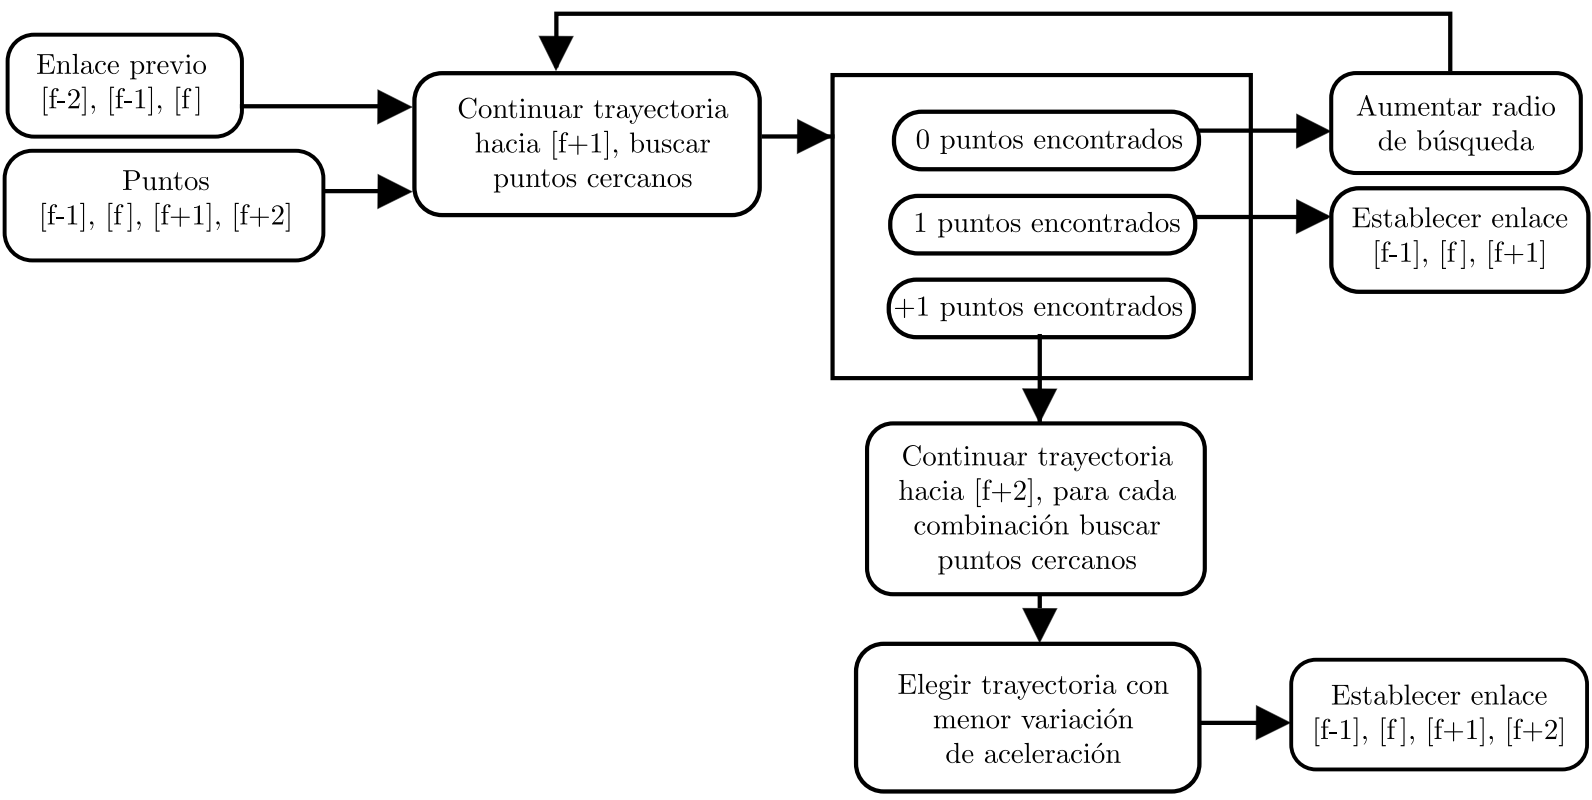 Enlace previo
[f-2], [f-1], [f]
Puntos
[f-1], [f], [f+1], [f+2]
Continuar trayectoria
hacia [f+1], buscar
puntos cercanos
0 puntos encontrados
1 puntos encontrados
+1 puntos encontrados
Aumentar radio
de búsqueda
Establecer enlace
[f-1], [f], [f+1]
Continuar trayectoria
hacia [f+2], para cada
combinación buscar
puntos cercanos
Elegir trayectoria con
menor variación
de aceleración
Establecer enlace
[f-1], [f], [f+1], [f+2]